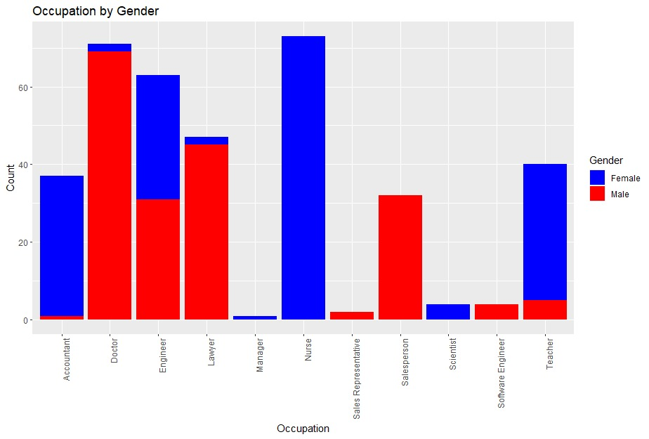 Occupation by Gender
Count
60
40
20
0
Accountant
Doctor
Engineer
Lawyer
Manager
Nurse
Sales Representative
Salesperson
Scientist
Software Engineer
Teacher
Occupation
Gender
Female
Male